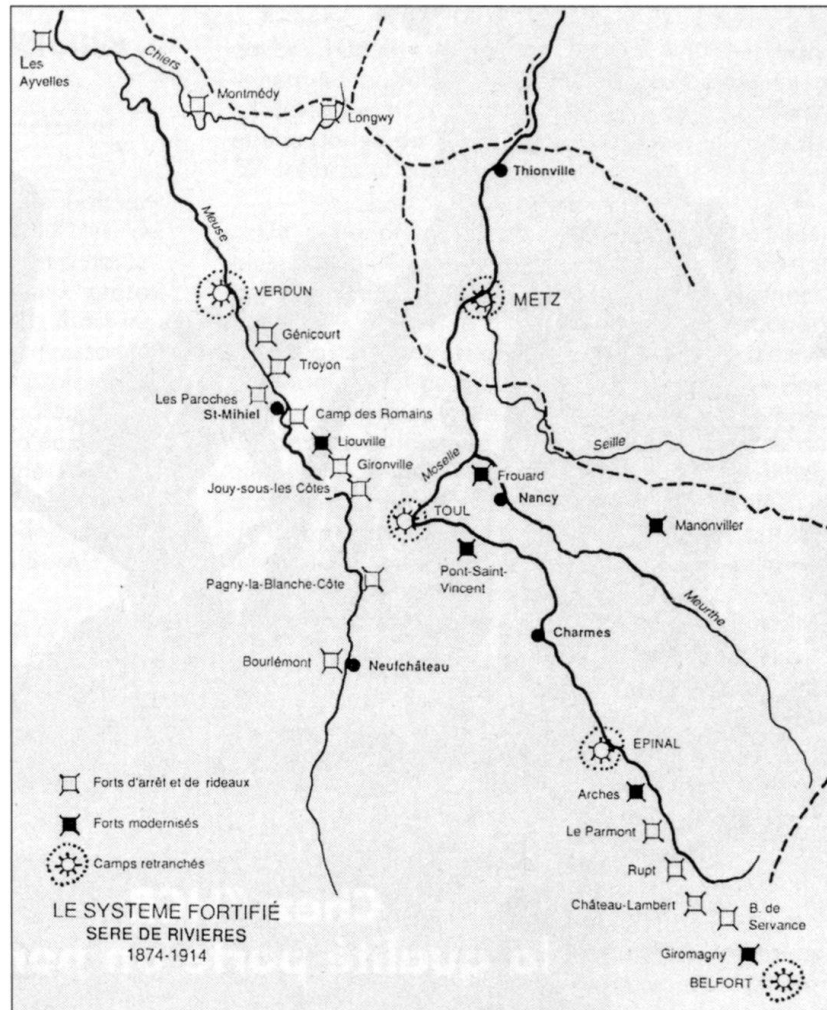 Les
Ayvelles
Chiers
Montmédy
Longwy
Thionville
Meuse
VERDUN
METZ
Génicourt
Troyon
Les Paroches
St-Mihiel
Camp des Romains
Liouville
Gironville
Jouy-sous-les Côtes
Moselle
Seille
Frouard
Nancy
TOUL
Manonviller
Pont-Saint-
Vincent
Pagny-la-Blanche-Côte
Meurthe
Charmes
Bourlémont
Neufchâteau
EPINAL
Arches
Le Parmont
Rupt
Château-Lambert
B. de
Servance
Giromagny
BELFORT
Forts d'arrêt et de rideaux
Forts modernisés
Camps retranchés
LE SYSTEME FORTIFIÉ
SERE DE RIVIERES
1874-1914